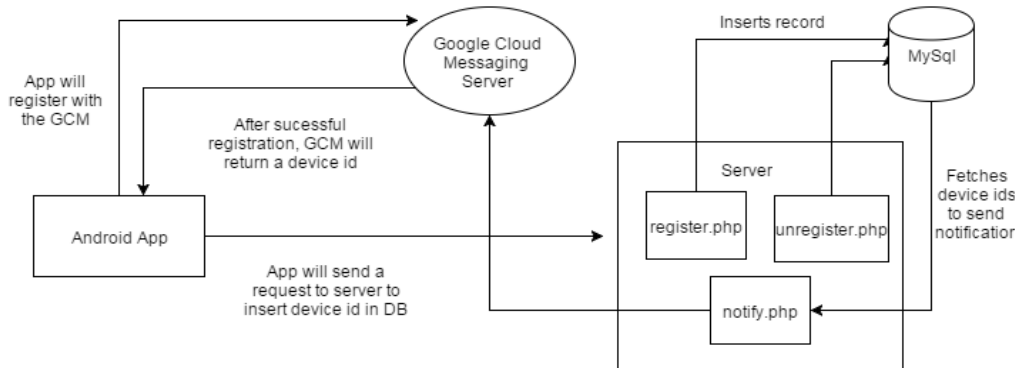 Inserts record
Google Cloud
Messaging
Server
MySql
App will
register with
the GCM
After sucessful
registration, GCM will
return a device id
Server
Fetches
device ids
to send
notification
register.php
unregister.php
Android App
App will send a
request to server to
insert device id in DB
notify.php